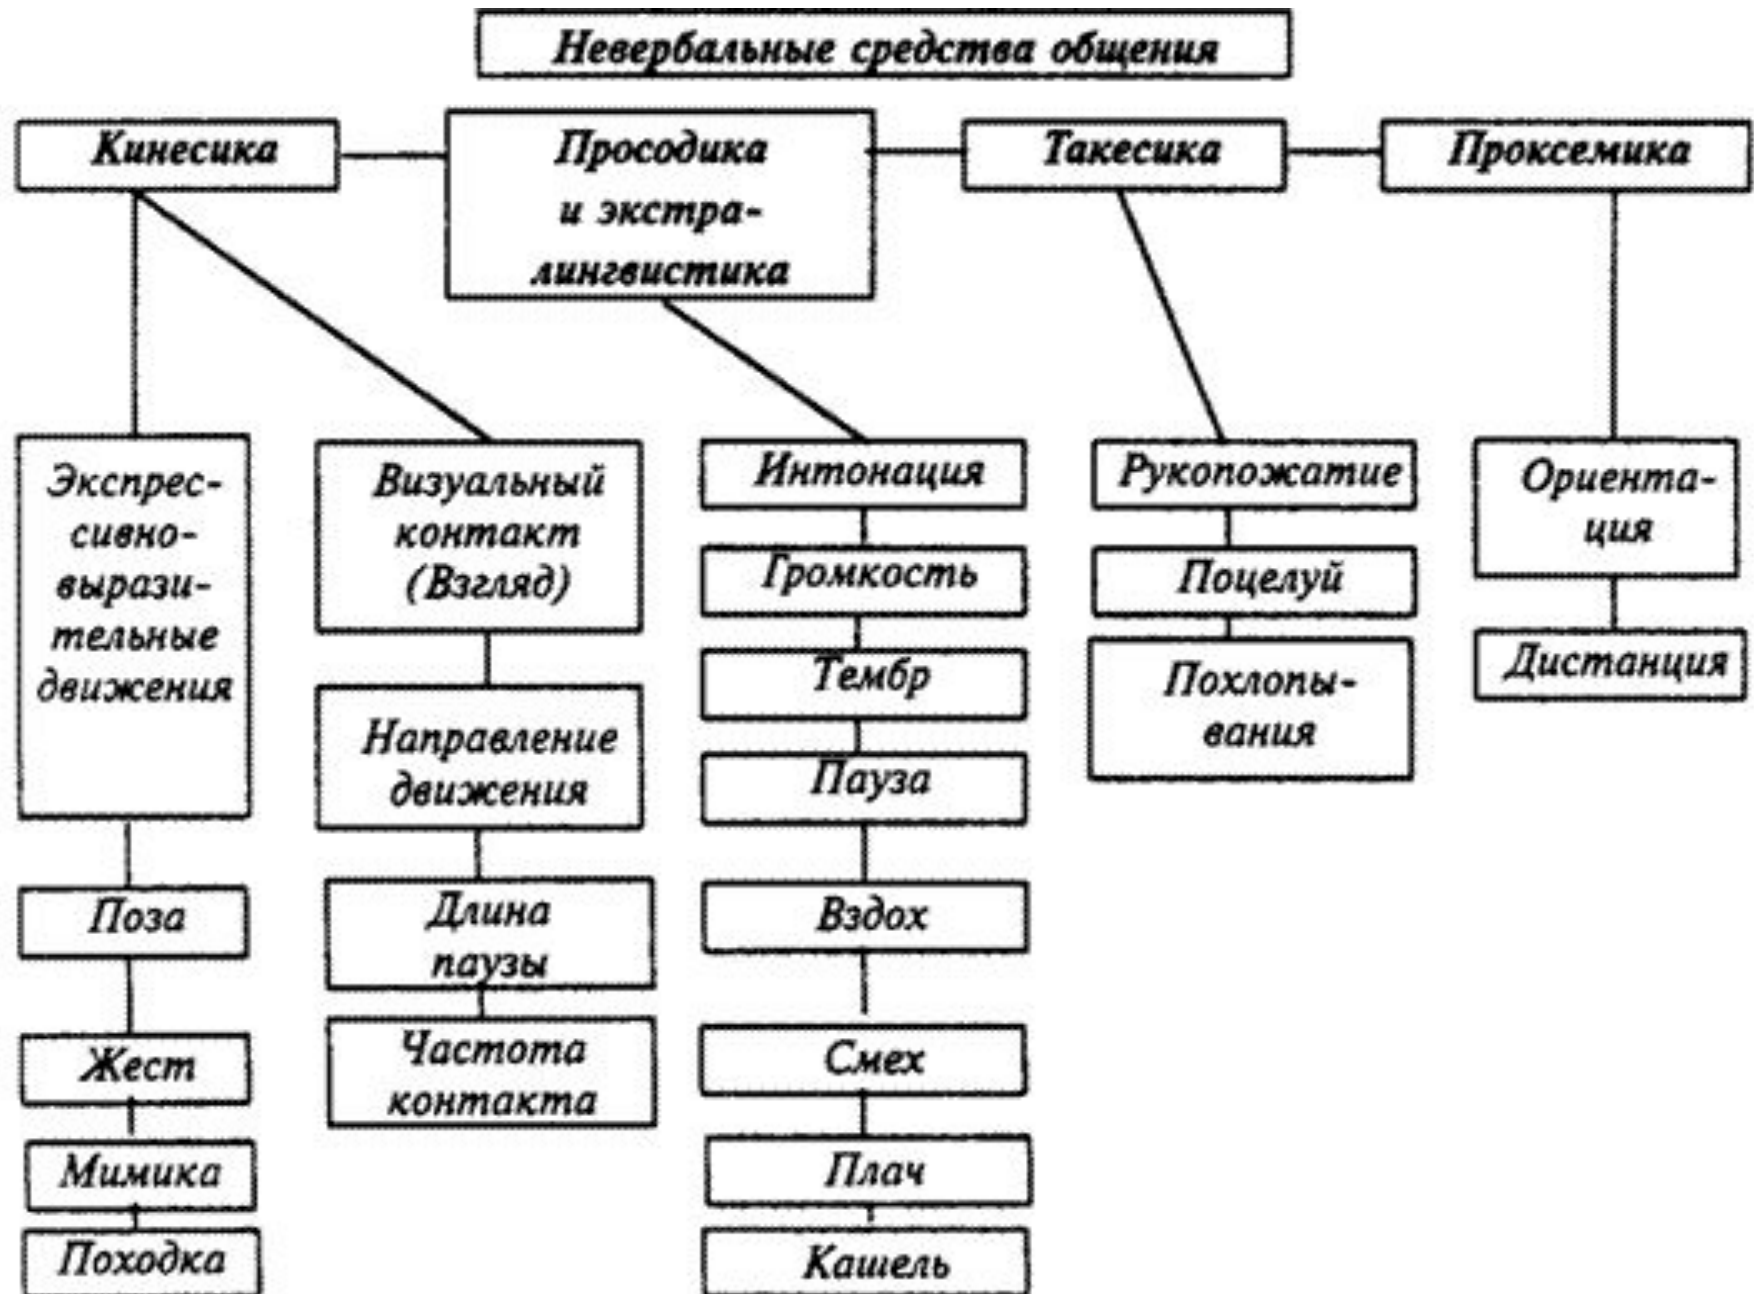 Невербальные средства общения
Кинесика
Просодика
и экстра-
лингвистика
Такесика
Проксемика
Экспрес-
сивно-
вырази-
тельные
движения
Поза
Жест
Мимика
Походка
Визуальный
контакт
(Взгляд)
Направление
движения
Длина
паузы
Частота
контакта
Интонация
Громкость
Тембр
Пауза
Вздох
Смех
Плач
Кашель
Рукопожатие
Поцелуй
Похлопы-
вания
Ориента-
ция
Дистанция